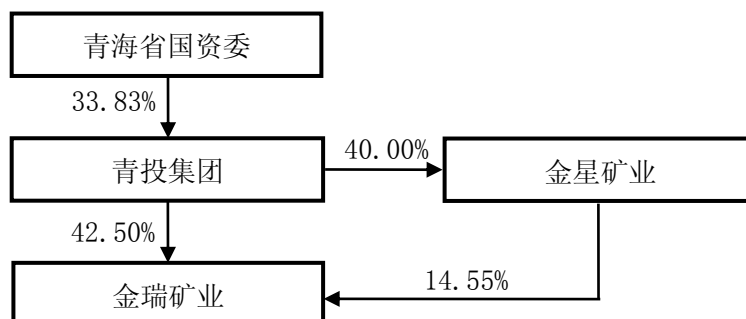 青海省国资委
33.83%
青投集团
40.00%
金星矿业
42.50%
金瑞矿业
14.55%